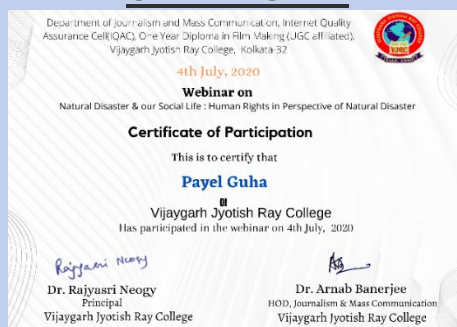 Department of Journalism and Mass Communication, Internet Quality
Assurance Cell(IQAC), One Year Diploma in Film Making (UGC affiliated),
Vijaygarh Jyotish Ray College, Kolkata-32
4th July, 2020
Webinar on
Natural Disaster & our Social Life : Human Rights in Perspective of Natural Disaster
Certificate of Participation
This is to certify that
Payel Guha
Of
Vijaygarh Jyotish Ray College
Has participated in the webinar on 4th July, 2020
Rajyasri Neogy
Dr. Rajyasri Neogy
Principal
Vijaygarh Jyotish Ray College
Dr. Arnab Banerjee
HOD, Journalism & Mass Communication
Vijaygarh Jyotish Ray College